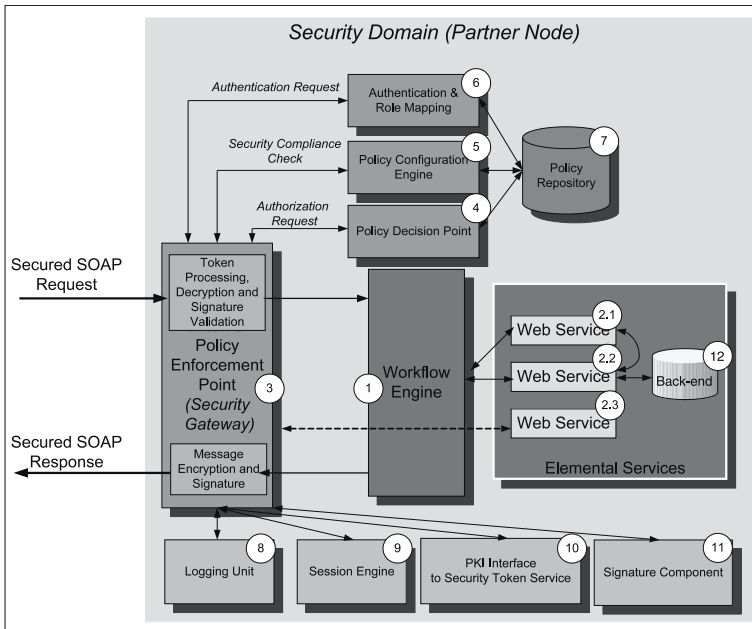 Security Domain (Partner Node)
Authentication Request
Authentication &
Role Mapping
6
Security Compliance
Check
Policy Configuration
Engine
5
Authorization
Request
Policy Decision Point
4
Policy
Repository
7
Secured SOAP
Request
Token
Processing,
Decryption and
Signature
Validation
Policy
Enforcement
Point
(Security
Gateway)
3
Message
Encryption and
Signature
Secured SOAP
Response
Workflow
Engine
1
Web Service
2.1
Web Service
2.2
Web Service
2.3
Back-end
12
Elemental Services
Logging Unit
8
Session Engine
9
PKI Interface
to Security Token Service
10
Signature Component
11